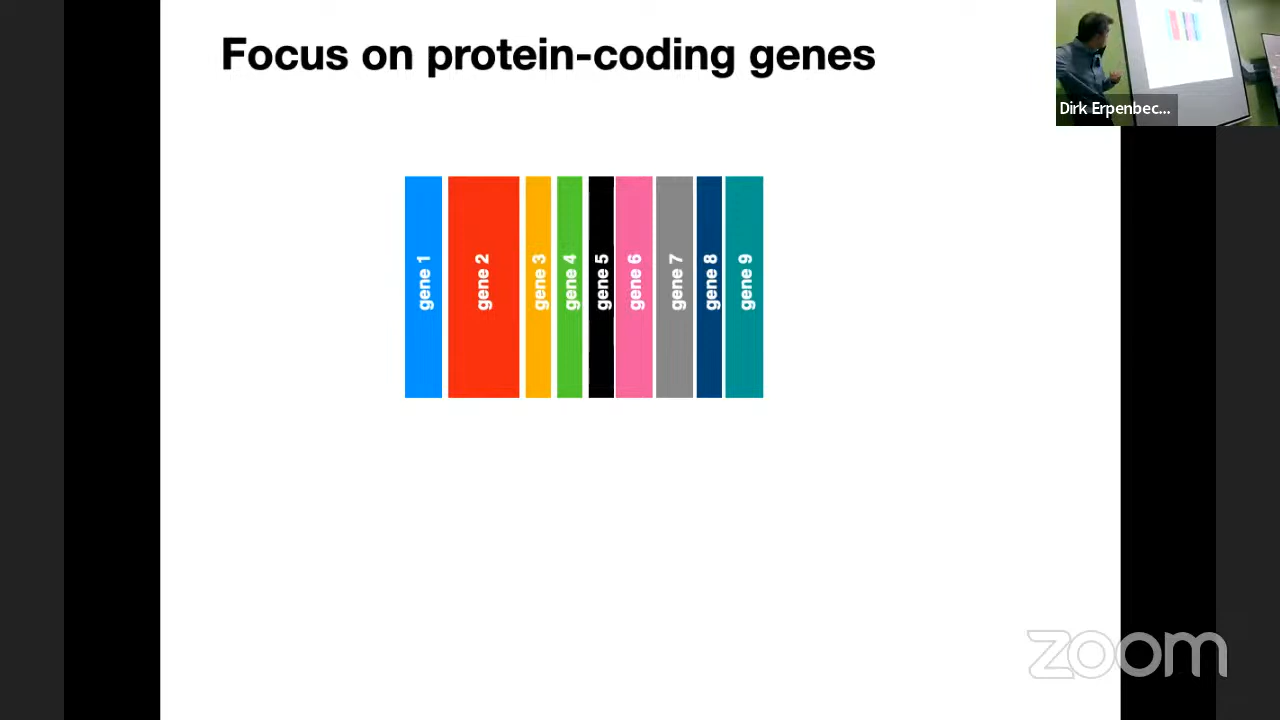 Focus on protein-coding genes
Dirk Erpenbec...
gene 1
gene 2
gene 3
gene 4
gene 5
gene 6
gene 7
gene 8
gene 9
zoom